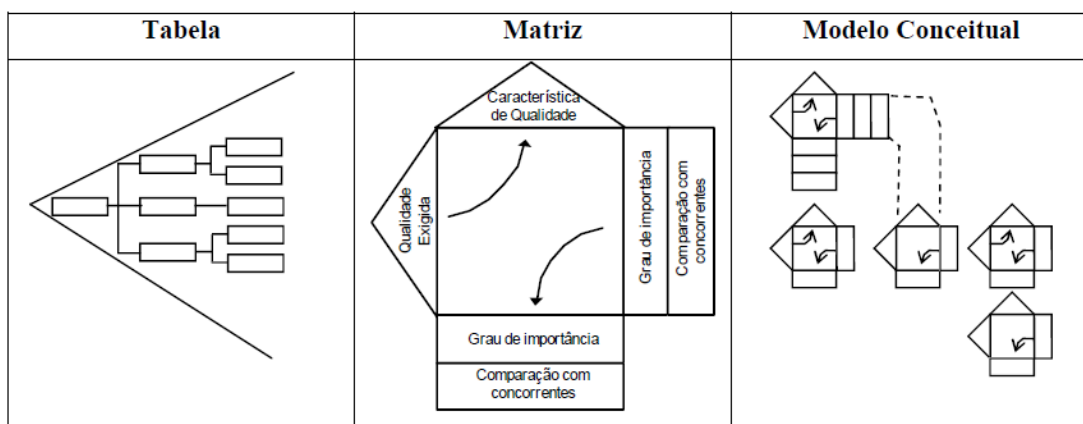 Tabela
Matriz
Modelo Conceitual
Característica
de Qualidade
Qualidade
Exigida
Grau de importância
Comparação com
concorrentes
Grau de importância
Comparação com
concorrentes